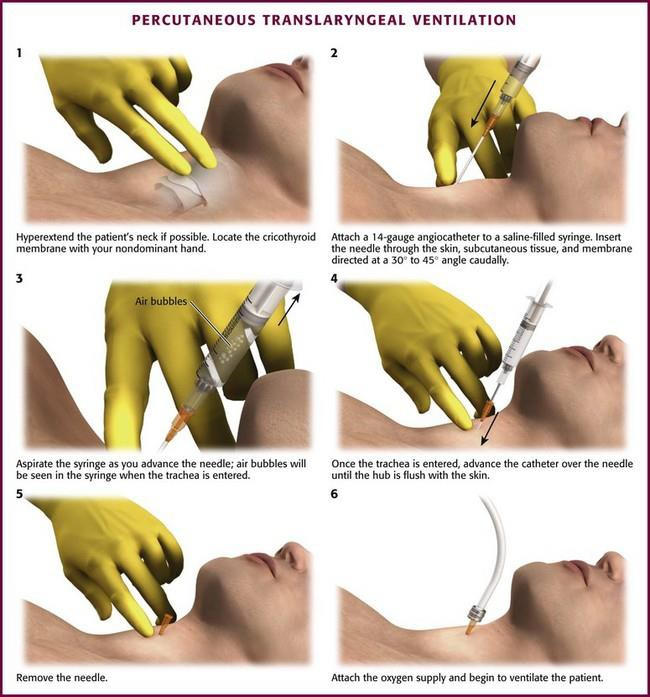 PERCUTANEOUS TRANSLARYNGEAL VENTILATION
1
Hyperextend the patient's neck if possible. Locate the cricothyroid
membrane with your nondominant hand.
2
Attach a 14-gauge angiocatheter to a saline-filled syringe. Insert
the needle through the skin, subcutaneous tissue, and membrane
directed at a 30° to 45° angle caudally.
3
Air bubbles
Aspirate the syringe as you advance the needle; air bubbles will
be seen in the syringe when the trachea is entered.
4
Once the trachea is entered, advance the catheter over the needle
until the hub is flush with the skin.
5
Remove the needle.
6
Attach the oxygen supply and begin to ventilate the patient.